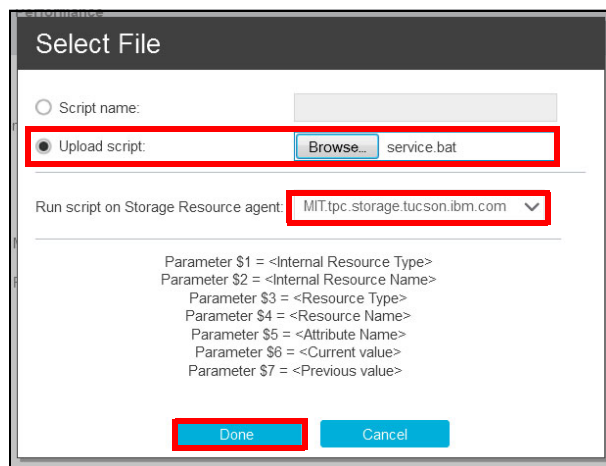 Performance
Select File
Script name:
Upload script: Browse... service.bat
Run script on Storage Resource agent: MIT.tpc.storage.tucson.ibm.com
Parameter $1 = <Internal Resource Type>
Parameter $2 = <Internal Resource Name>
Parameter $3 = <Resource Type>
Parameter $4 = <Resource Name>
Parameter $5 = <Attribute Name>
Parameter $6 = <Current value>
Parameter $7 = <Previous value>
Done Cancel